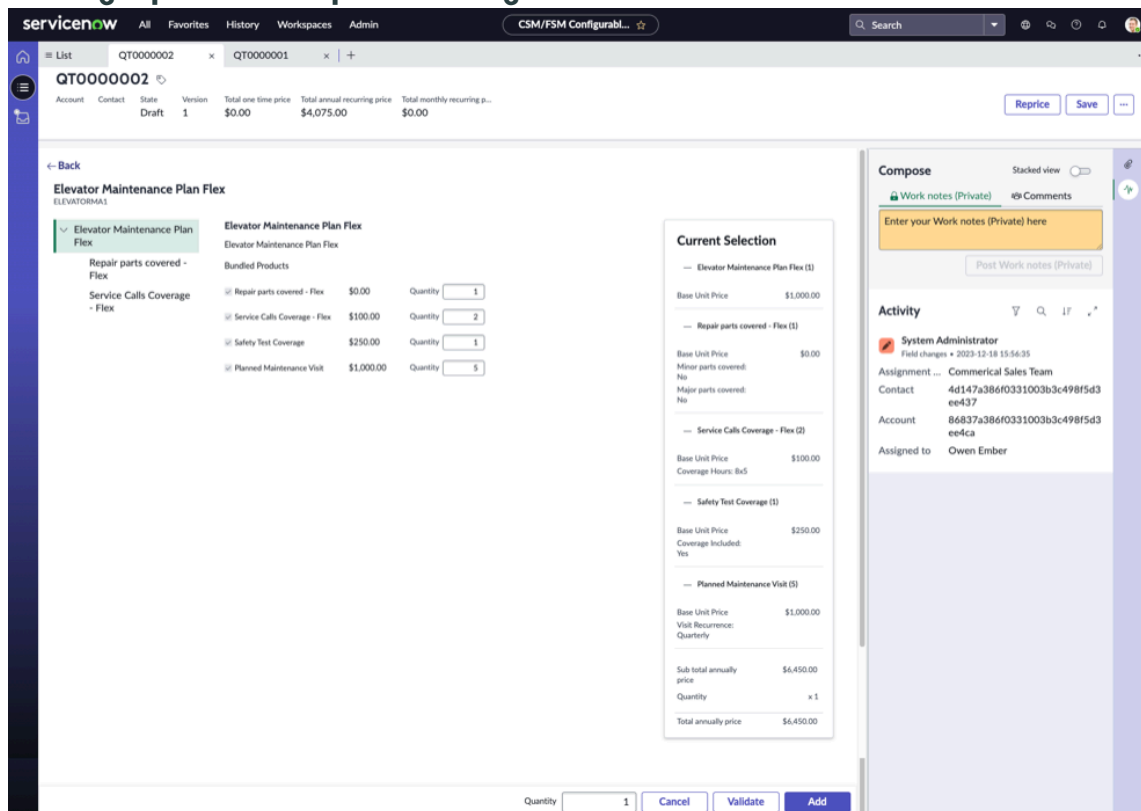 servicenow All Favorites History Workspaces Admin CSM/FSM Configurabl... Search
List QT0000002 × QT0000001 × +
QT0000002
Account Contact State Version Total one time price Total annual recurring price Total monthly recurring p...
Draft 1 $0.00 $4,075.00 $0.00
Reprice Save ...
← Back
Elevator Maintenance Plan Flex
ELEVATORMA1
Elevator Maintenance Plan
Flex
Repair parts covered -
Flex
Service Calls Coverage
- Flex
Elevator Maintenance Plan Flex
Elevator Maintenance Plan Flex
Bundled Products
Repair parts covered - Flex $0.00 Quantity 1
Service Calls Coverage - Flex $100.00 Quantity 2
Safety Test Coverage $250.00 Quantity 1
Planned Maintenance Visit $1,000.00 Quantity 5
Current Selection
— Elevator Maintenance Plan Flex (1)
Base Unit Price $1,000.00
— Repair parts covered - Flex (1)
Base Unit Price $0.00
Minor parts covered:
No
Major parts covered:
No
— Service Calls Coverage - Flex (2)
Base Unit Price $100.00
Coverage Hours: 8x5
— Safety Test Coverage (1)
Base Unit Price $250.00
Coverage Included:
Yes
— Planned Maintenance Visit (5)
Base Unit Price $1,000.00
Visit Recurrence:
Quarterly
Sub total annually $6,450.00
price
Quantity x 1
Total annually price $6,450.00
Quantity 1 Cancel Validate Add
Compose Stacked view
Work notes (Private) Comments
Enter your Work notes (Private) here
Post Work notes (Private)
Activity
System Administrator
Field changes • 2023-12-18 15:56:35
Assignment ... Commerical Sales Team
Contact 4d147a386f0331003b3c498f5d3
ee437
Account 86837a386f0331003b3c498f5d3
ee4ca
Assigned to Owen Ember